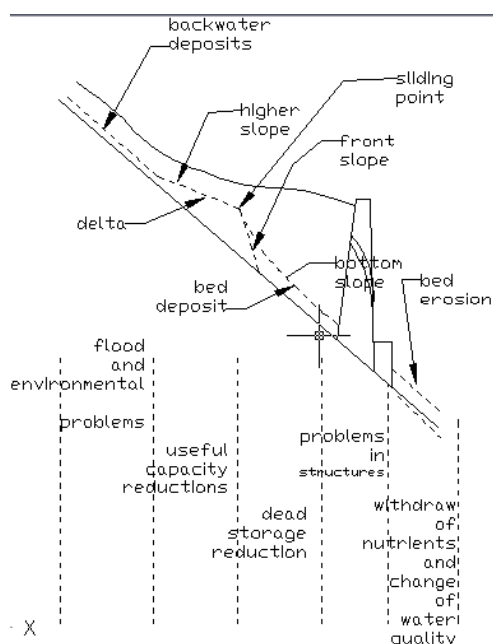 backwater
deposits
sliding
point
higher
slope
front
slope
delta
bottom
slope
bed
deposit
bed
erosion
flood
and
environmental
problems
useful
capacity
reductions
dead
storage
reduction
problems
in
structures
withdraw
of
nutrients
and
change
of
water
quality
X